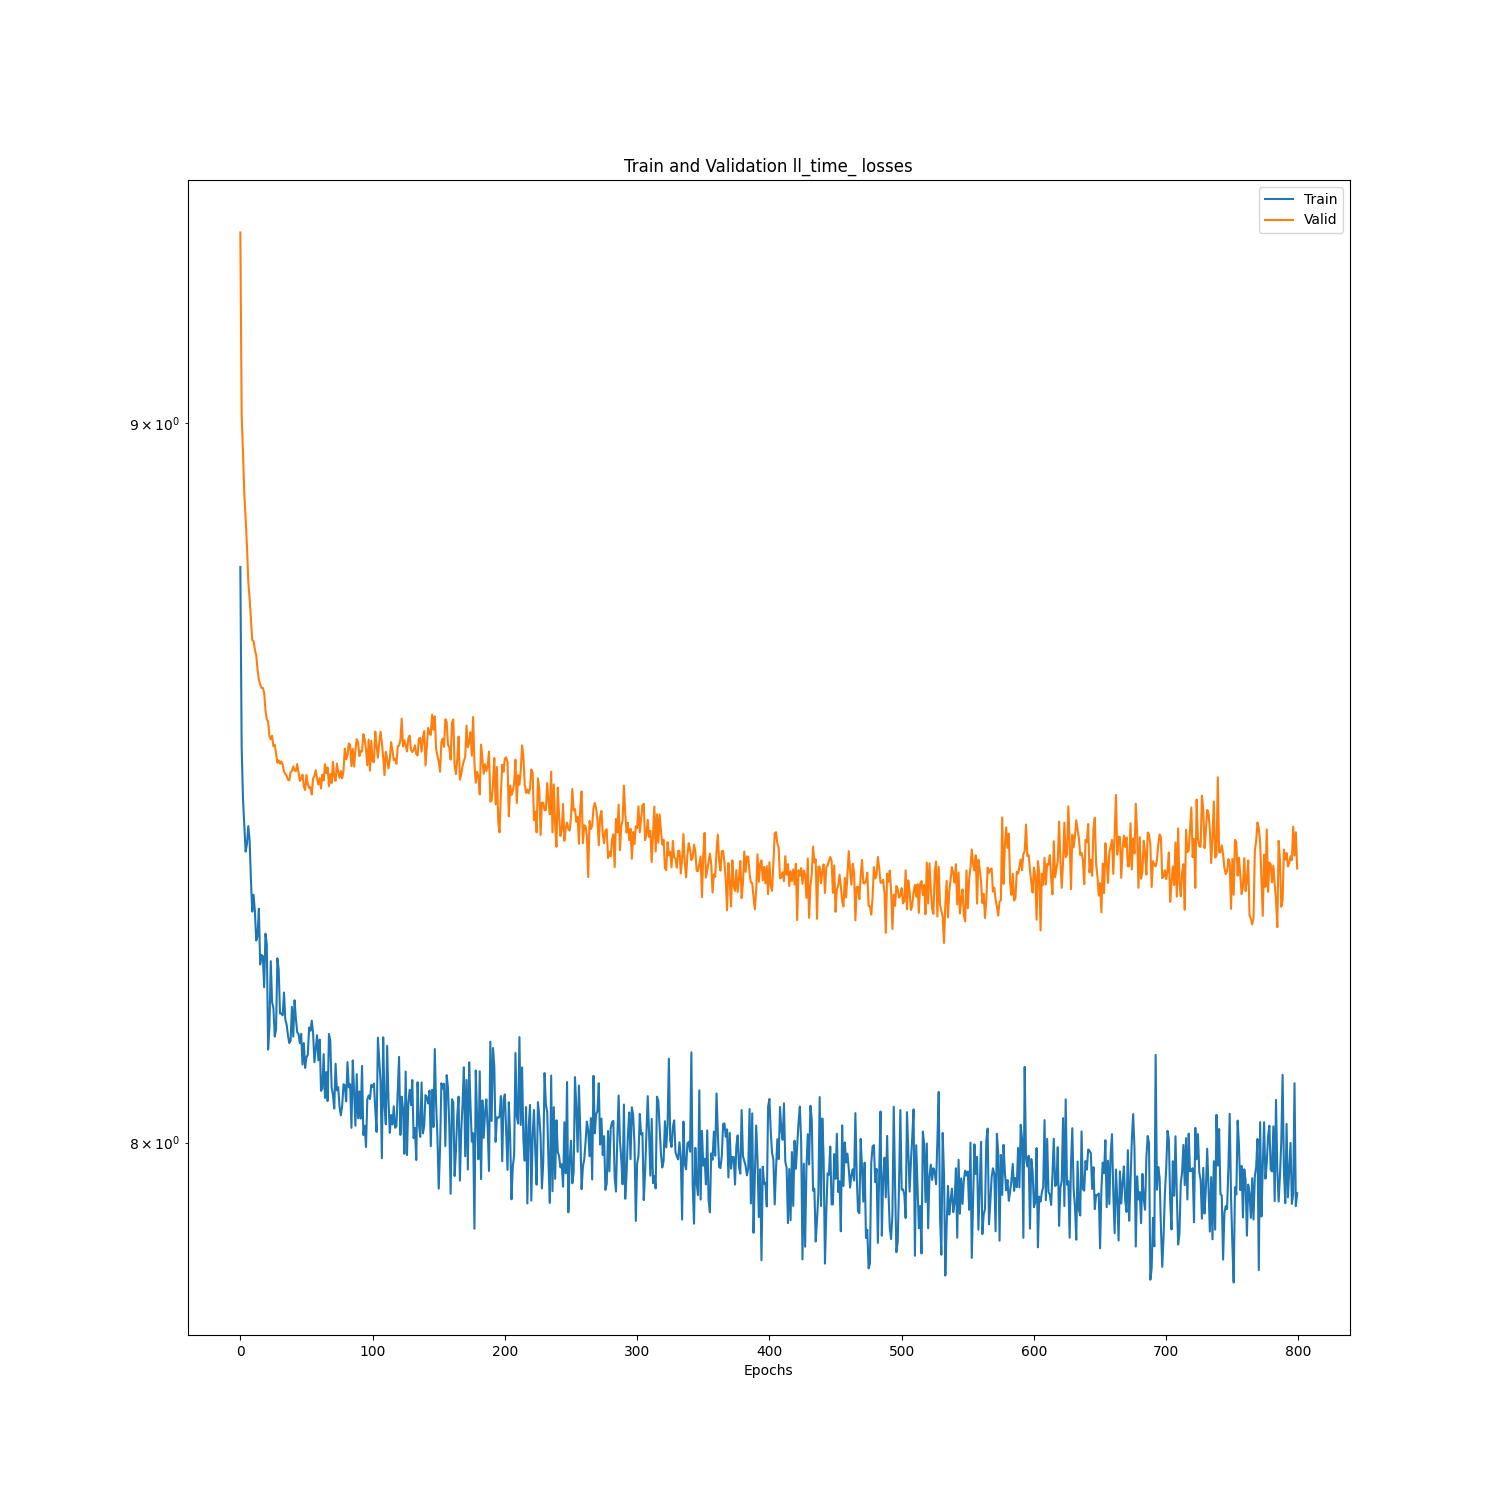 Train and Validation ll_time_ losses
Train
Valid
9 × 10⁰
8 × 10⁰
0 100 200 300 400 500 600 700 800
Epochs